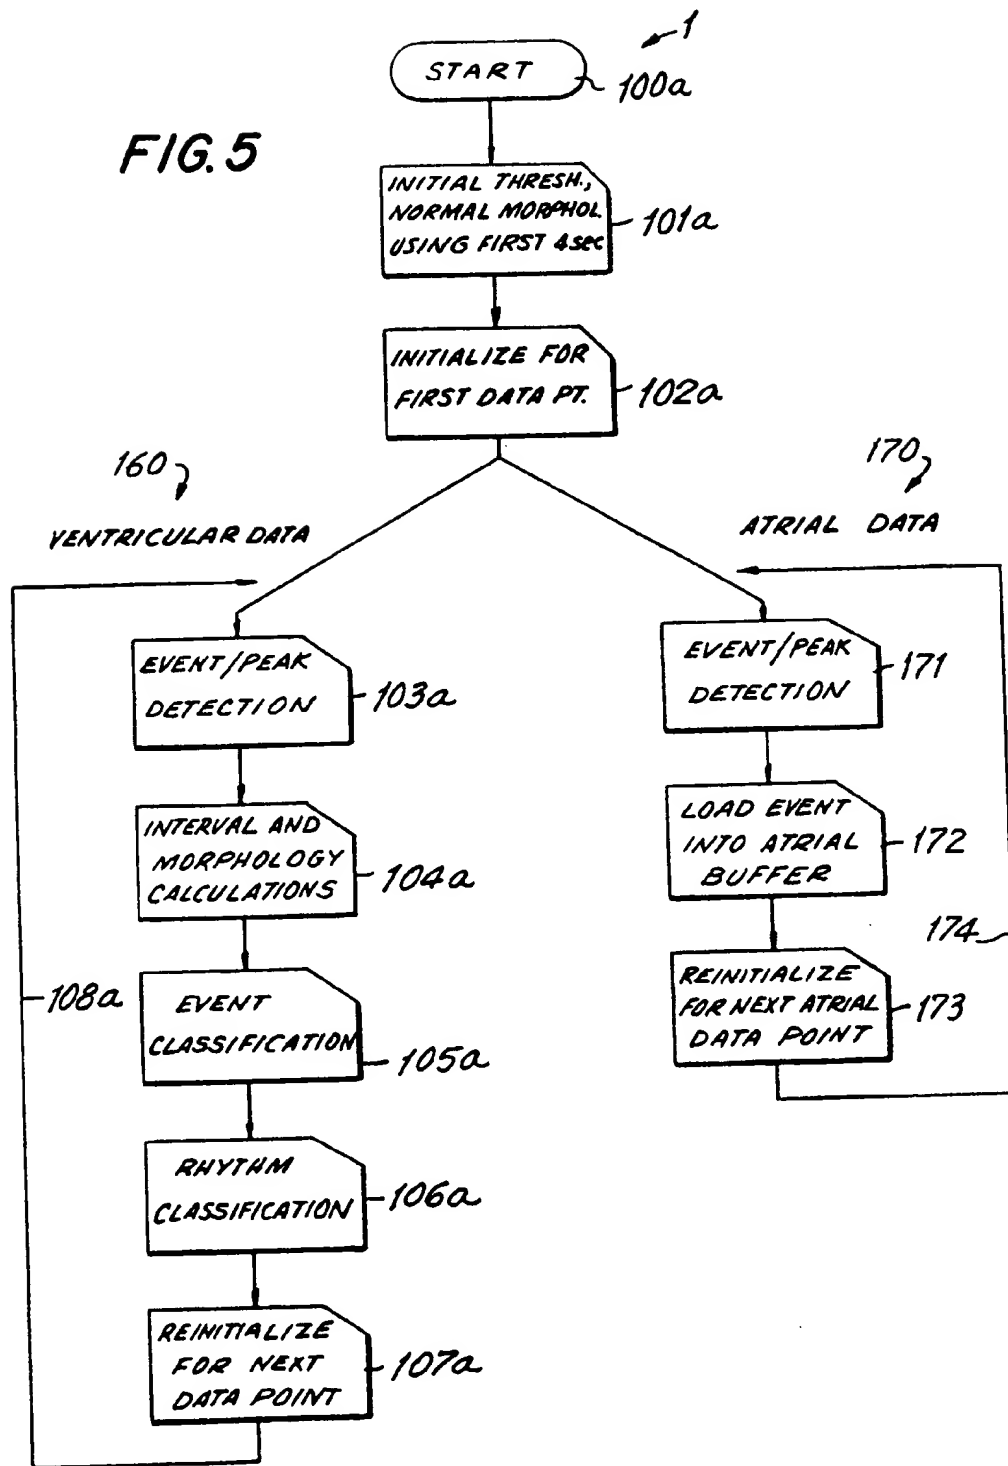 1
START
100a
FIG. 5
INITIAL THRESH.,
NORMAL MORPHOL.
USING FIRST 4 sec
101a
INITIALIZE FOR
FIRST DATA PT.
102a
160
VENTRICULAR DATA
170
ATRIAL DATA
EVENT/PEAK
DETECTION
103a
EVENT/PEAK
DETECTION
171
INTERVAL AND
MORPHOLOGY
CALCULATIONS
104a
LOAD EVENT
INTO ATRIAL
BUFFER
172
174
108a
EVENT
CLASSIFICATION
105a
REINITIALIZE
FOR NEXT ATRIAL
DATA POINT
173
RHYTHM
CLASSIFICATION
106a
REINITIALIZE
FOR NEXT
DATA POINT
107a